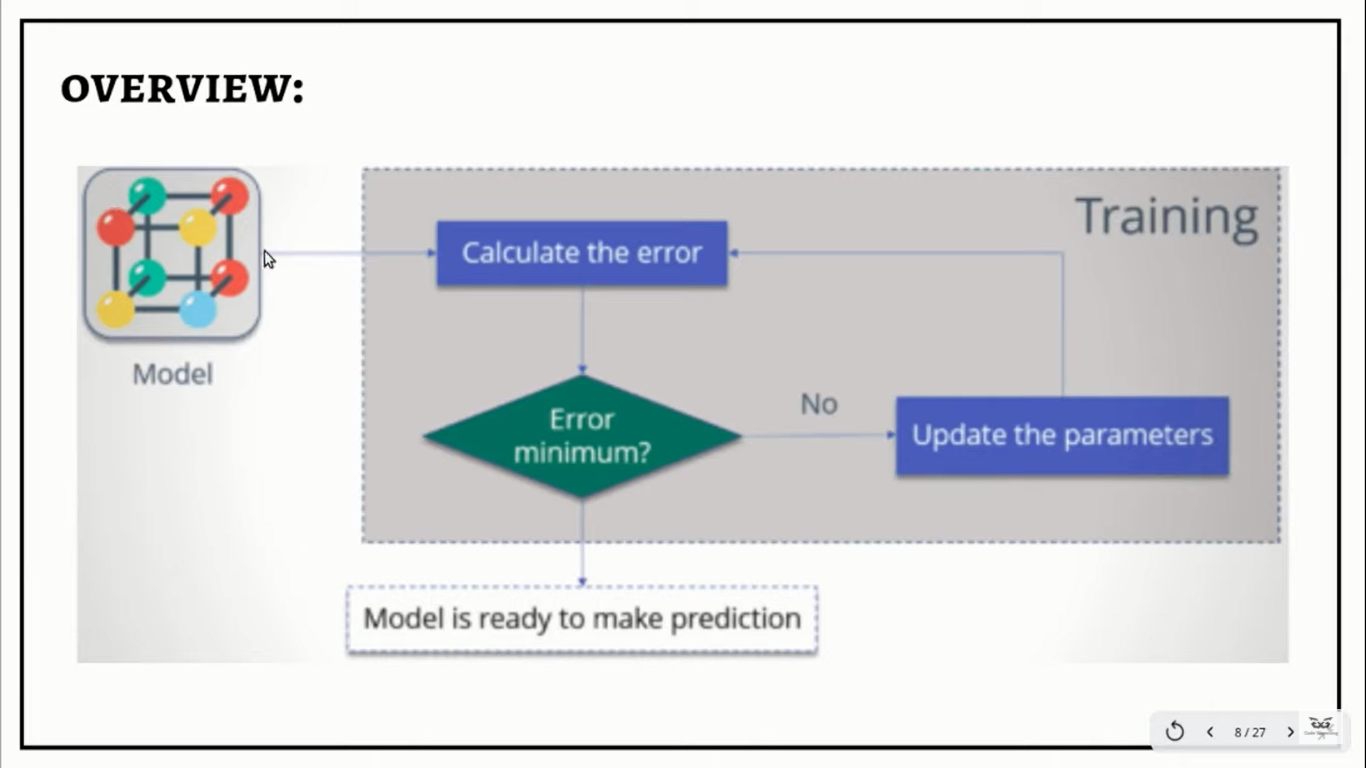 OVERVIEW:
Training
Calculate the error
Model
No
Error
minimum?
Update the parameters
Model is ready to make prediction
8 / 27